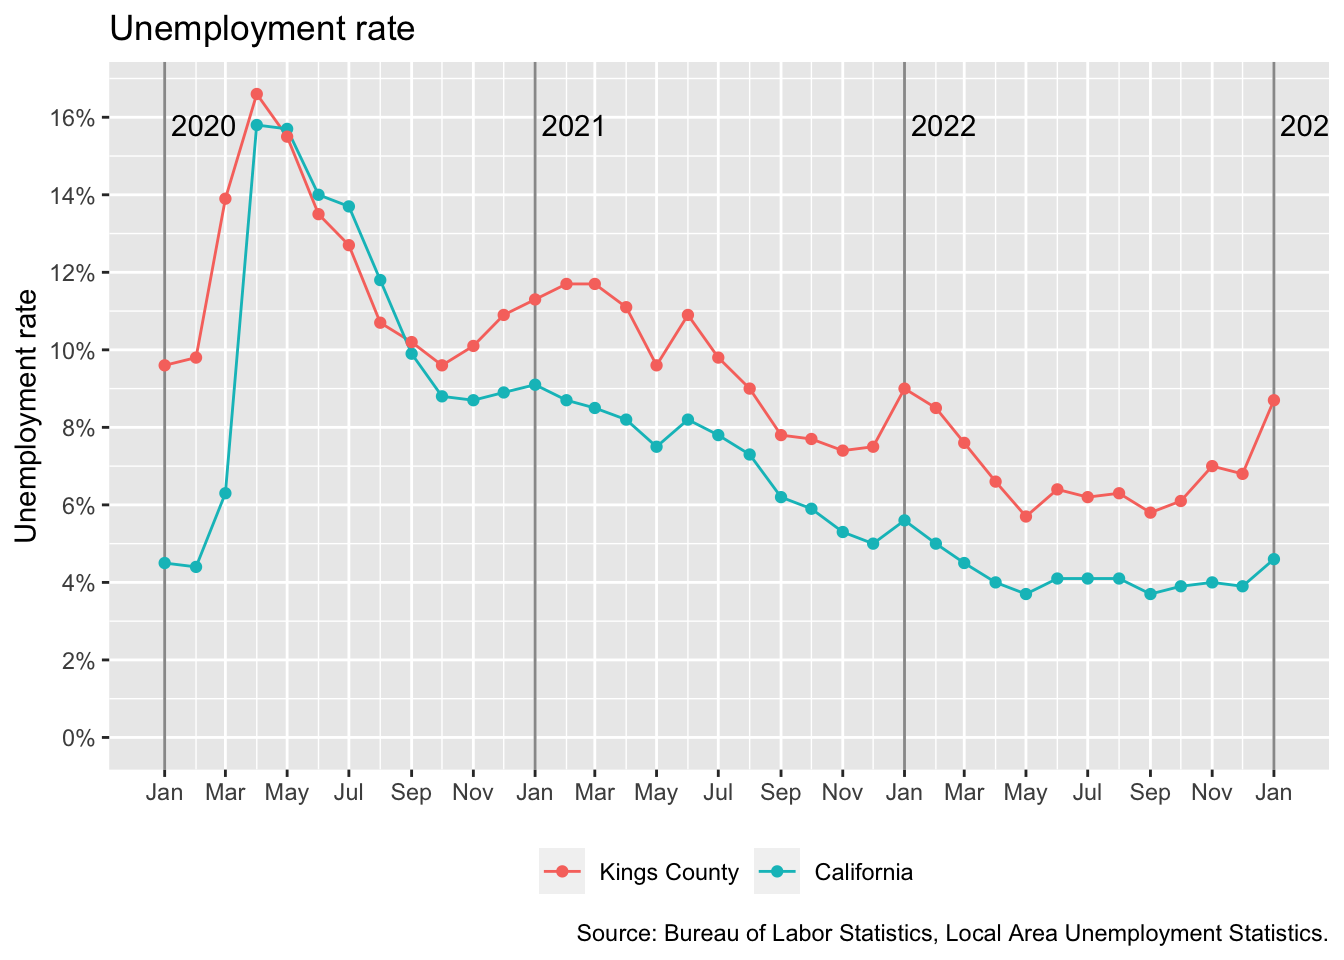 Unemployment rate
2020 2021 2022 202
16%
14%
12%
10%
8%
6%
4%
2%
0%
Unemployment rate
Jan Mar May Jul Sep Nov Jan Mar May Jul Sep Nov Jan Mar May Jul Sep Nov Jan
Kings County California
Source: Bureau of Labor Statistics, Local Area Unemployment Statistics.